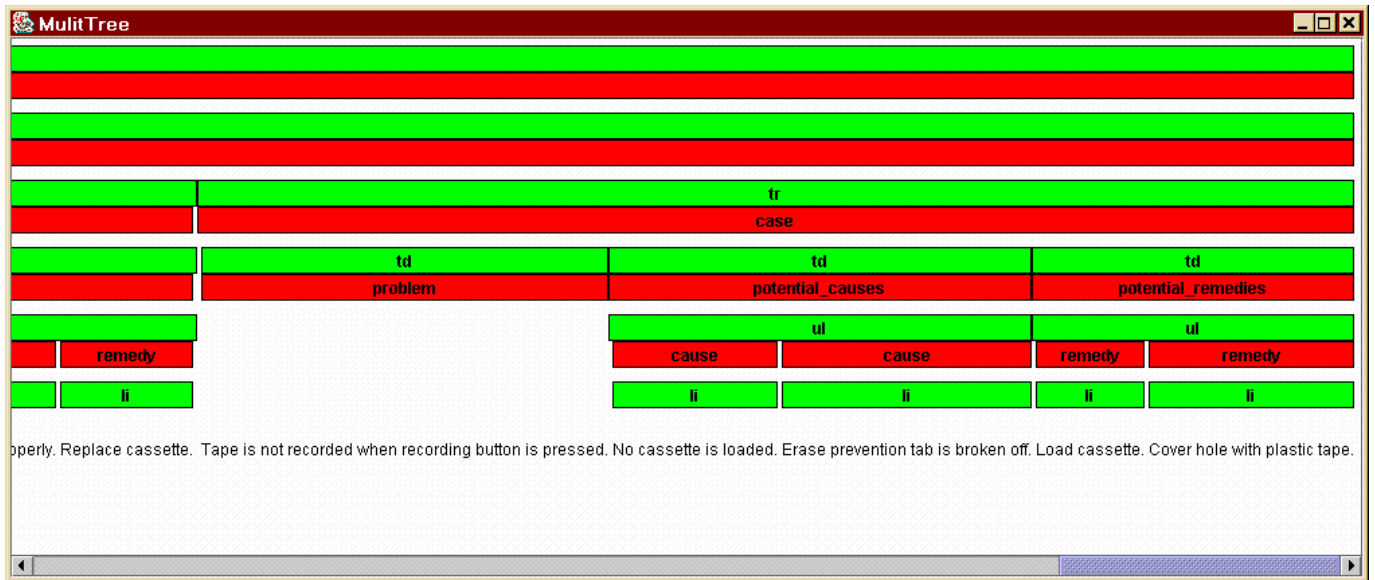 MulitTree
tr
case
td td td
problem potential_causes potential_remedies
ul ul
remedy cause cause remedy remedy
li li li li li
operly. Replace cassette. Tape is not recorded when recording button is pressed. No cassette is loaded. Erase prevention tab is broken off. Load cassette. Cover hole with plastic tape.